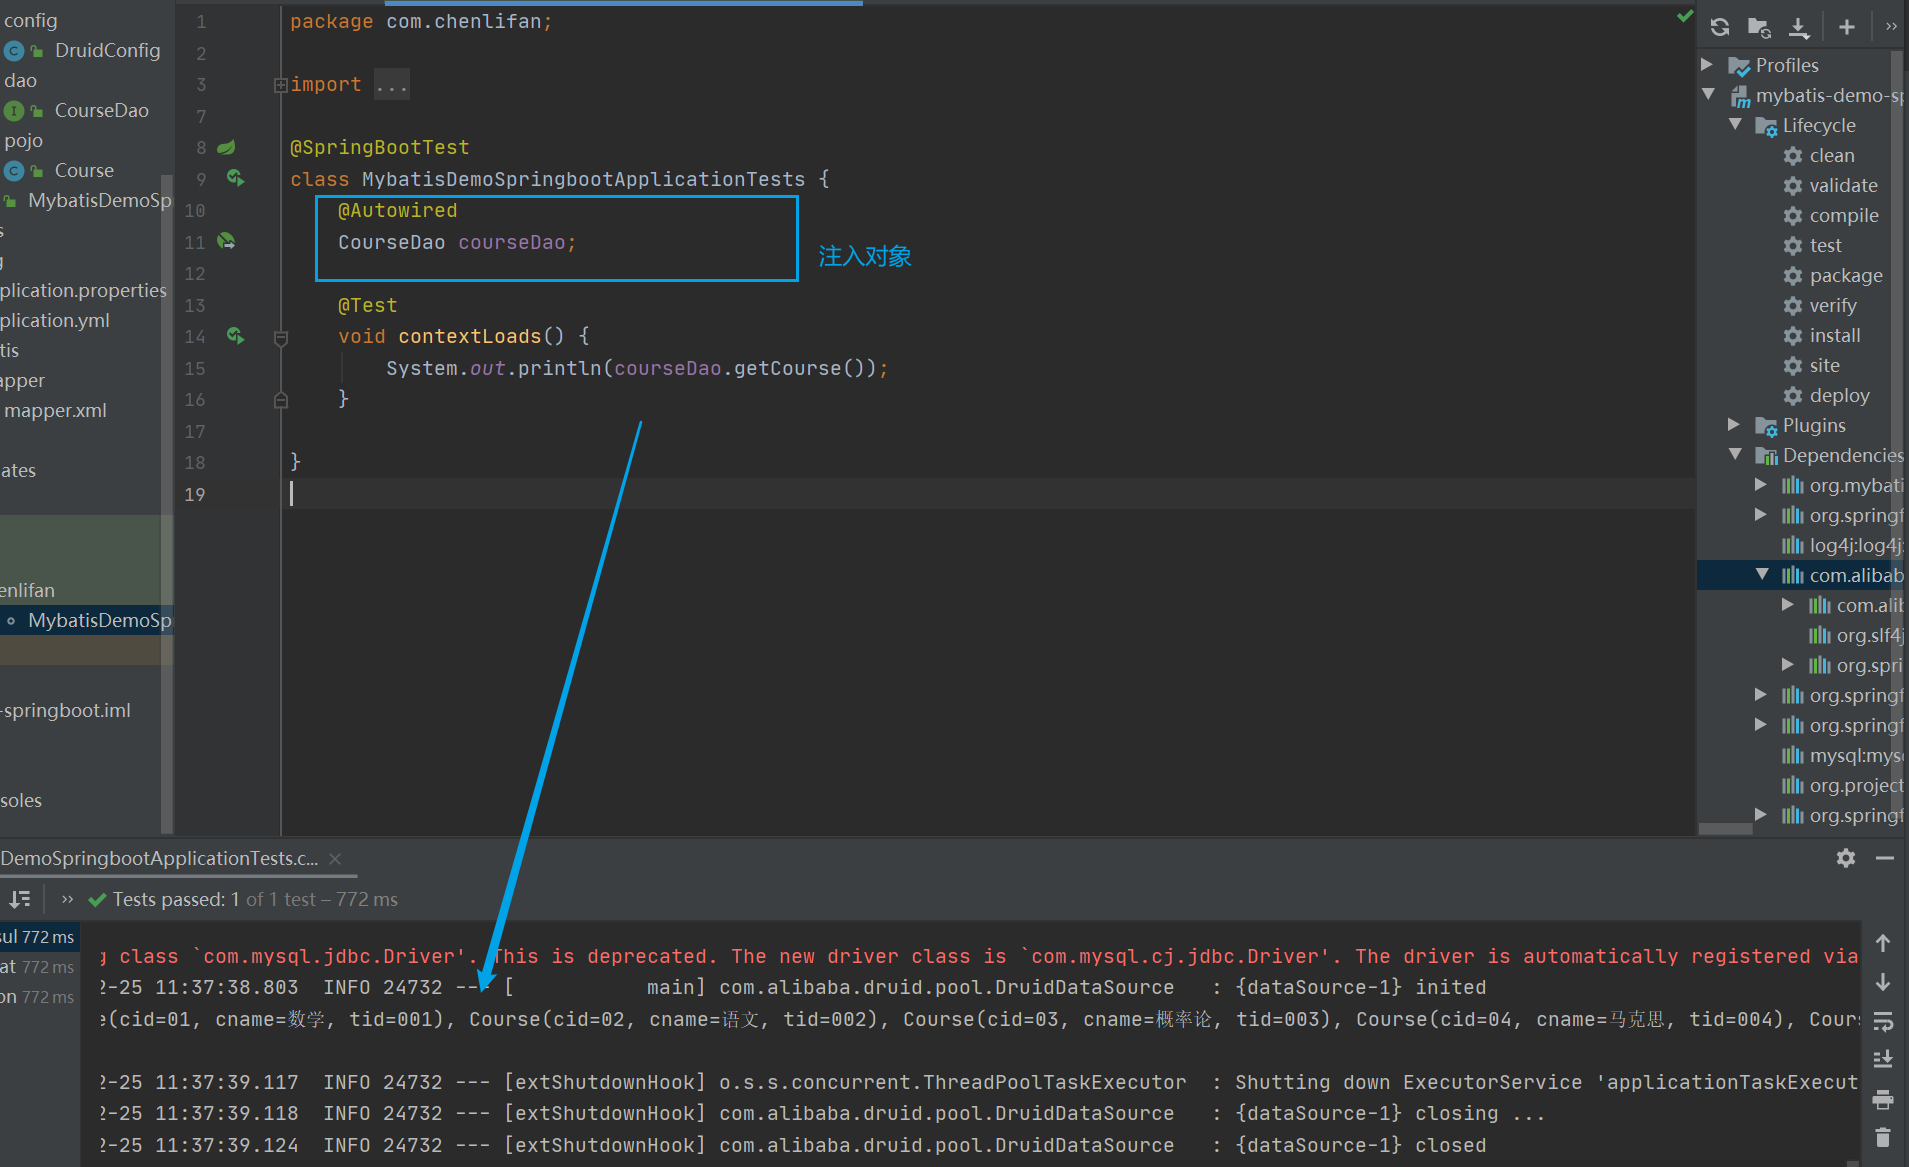 config
DruidConfig
dao
CourseDao
pojo
Course
MybatisDemoSp
s
g
plication.properties
plication.yml
tis
apper
mapper.xml
ates
enlifan
MybatisDemoSp
-springboot.iml
soles
1 package com.chenlifan;
2
3 import ...
7
8 @SpringBootTest
9 class MybatisDemoSpringbootApplicationTests {
10 @Autowired
11 CourseDao courseDao;
注入对象
12
13 @Test
14 void contextLoads() {
15 System.out.println(courseDao.getCourse());
16 }
17
18 }
19
Profiles
mybatis-demo-sp
Lifecycle
clean
validate
compile
test
package
verify
install
site
deploy
Plugins
Dependencies
org.mybati
org.springf
log4j:log4j:
com.alibab
com.alib
org.slf4j
org.spri
org.springf
org.springf
mysql:mys
org.project
org.springf
DemoSpringbootApplicationTests.c...
Tests passed: 1 of 1 test – 772 ms
sul 772 ms
at 772 ms
on 772 ms
g class `com.mysql.jdbc.Driver'. This is deprecated. The new driver class is `com.mysql.cj.jdbc.Driver'. The driver is automatically registered via
2-25 11:37:38.803 INFO 24732 --- [ main] com.alibaba.druid.pool.DruidDataSource : {dataSource-1} inited
e(cid=01, cname=数学, tid=001), Course(cid=02, cname=语文, tid=002), Course(cid=03, cname=概率论, tid=003), Course(cid=04, cname=马克思, tid=004), Cours
2-25 11:37:39.117 INFO 24732 --- [extShutdownHook] o.s.s.concurrent.ThreadPoolTaskExecutor : Shutting down ExecutorService 'applicationTaskExecut
2-25 11:37:39.118 INFO 24732 --- [extShutdownHook] com.alibaba.druid.pool.DruidDataSource : {dataSource-1} closing ...
2-25 11:37:39.124 INFO 24732 --- [extShutdownHook] com.alibaba.druid.pool.DruidDataSource : {dataSource-1} closed